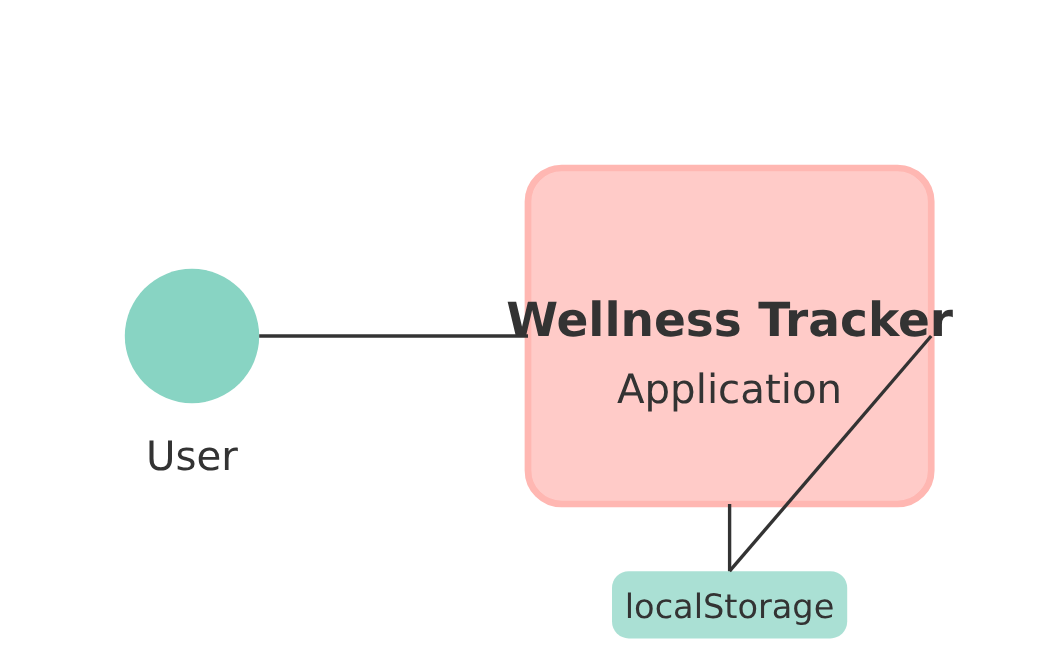 Wellness Tracker
Application
User
localStorage